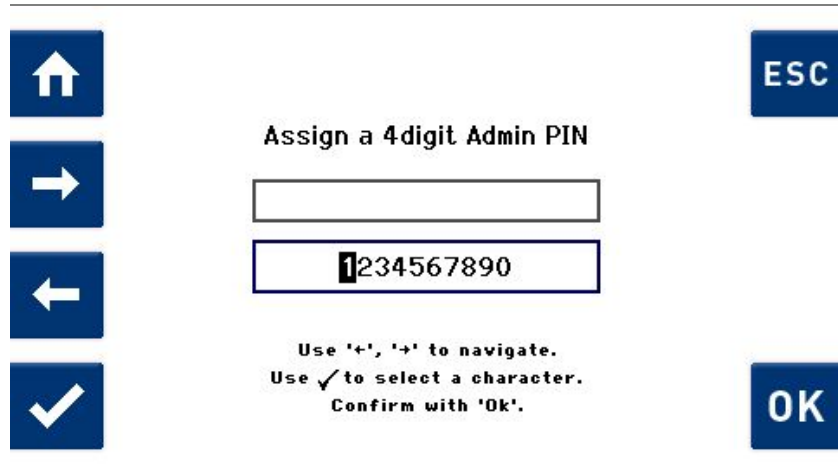 ESC
Assign a 4digit Admin PIN
1234567890
Use '←', '→' to navigate.
Use ✓ to select a character.
Confirm with 'Ok'.
OK